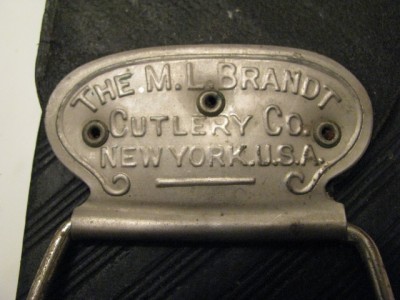 THE M.L. BRANDT
CUTLERY CO.
NEW YORK.U.S.A.